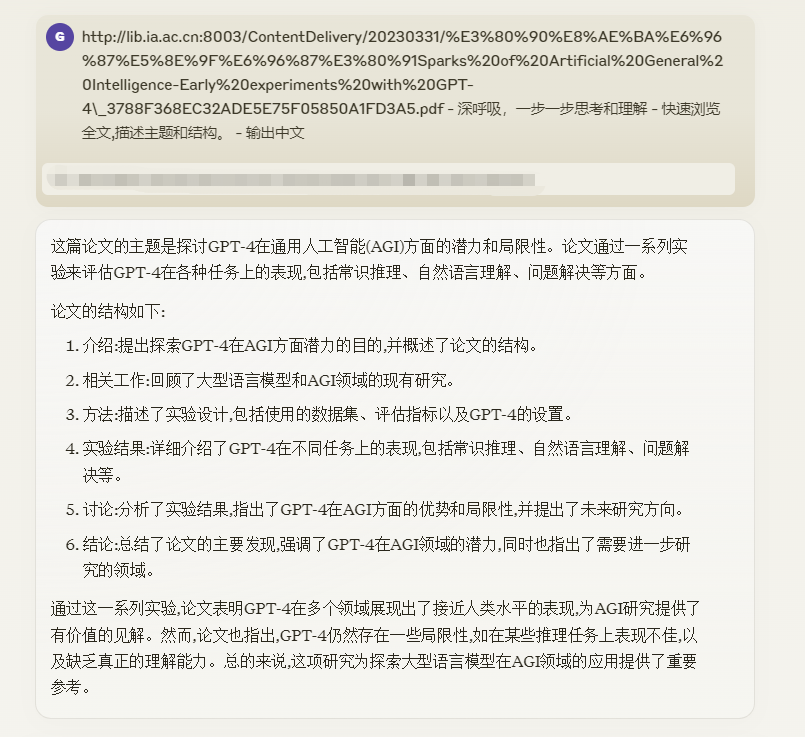 G
http://lib.ia.ac.cn:8003/ContentDelivery/20230331/%E3%80%90%E8%AE%BA%E6%96
%87%E5%8E%9F%E6%96%87%E3%80%91Sparks%20of%20Artificial%20General%2
0Intelligence-Early%20experiments%20with%20GPT-
4\_3788F368EC32ADE5E75F05850A1FD3A5.pdf - 深呼吸，一步一步思考和理解 - 快速浏览
全文,描述主题和结构。 - 输出中文
这篇论文的主题是探讨GPT-4在通用人工智能(AGI)方面的潜力和局限性。论文通过一系列实
验来评估GPT-4在各种任务上的表现,包括常识推理、自然语言理解、问题解决等方面。
论文的结构如下:
1. 介绍:提出探索GPT-4在AGI方面潜力的目的,并概述了论文的结构。
2. 相关工作:回顾了大型语言模型和AGI领域的现有研究。
3. 方法:描述了实验设计,包括使用的数据集、评估指标以及GPT-4的设置。
4. 实验结果:详细介绍了GPT-4在不同任务上的表现,包括常识推理、自然语言理解、问题解
决等。
5. 讨论:分析了实验结果,指出了GPT-4在AGI方面的优势和局限性,并提出了未来研究方向。
6. 结论:总结了论文的主要发现,强调了GPT-4在AGI领域的潜力,同时也指出了需要进一步研
究的领域。
通过这一系列实验,论文表明GPT-4在多个领域展现出了接近人类水平的表现,为AGI研究提供了
有价值的见解。然而,论文也指出,GPT-4仍然存在一些局限性,如在某些推理任务上表现不佳,以
及缺乏真正的理解能力。总的来说,这项研究为探索大型语言模型在AGI领域的应用提供了重要
参考。